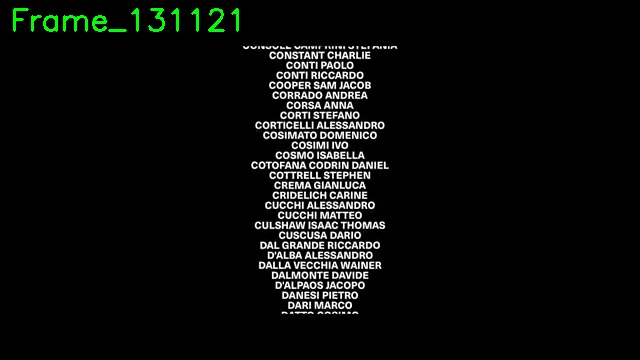 Frame_131121
CONSTANT CHARLIE
CONTI PAOLO
CONTI RICCARDO
COOPER SAM JACOB
CORRADO ANDREA
CORSA ANNA
CORTI STEFANO
CORTICELLI ALESSANDRO
COSIMATO DOMENICO
COSIMI IVO
COSMO ISABELLA
COTOFANA CODRIN DANIEL
COTTRELL STEPHEN
CREMA GIANLUCA
CRIDELICH CARINE
CUCCHI ALESSANDRO
CUCCHI MATTEO
CULSHAW ISAAC THOMAS
CUSCUSA DARIO
DAL GRANDE RICCARDO
D'ALBA ALESSANDRO
DALLA VECCHIA WAINER
DALMONTE DAVIDE
D'ALPAOS JACOPO
DANESI PIETRO
DARI MARCO